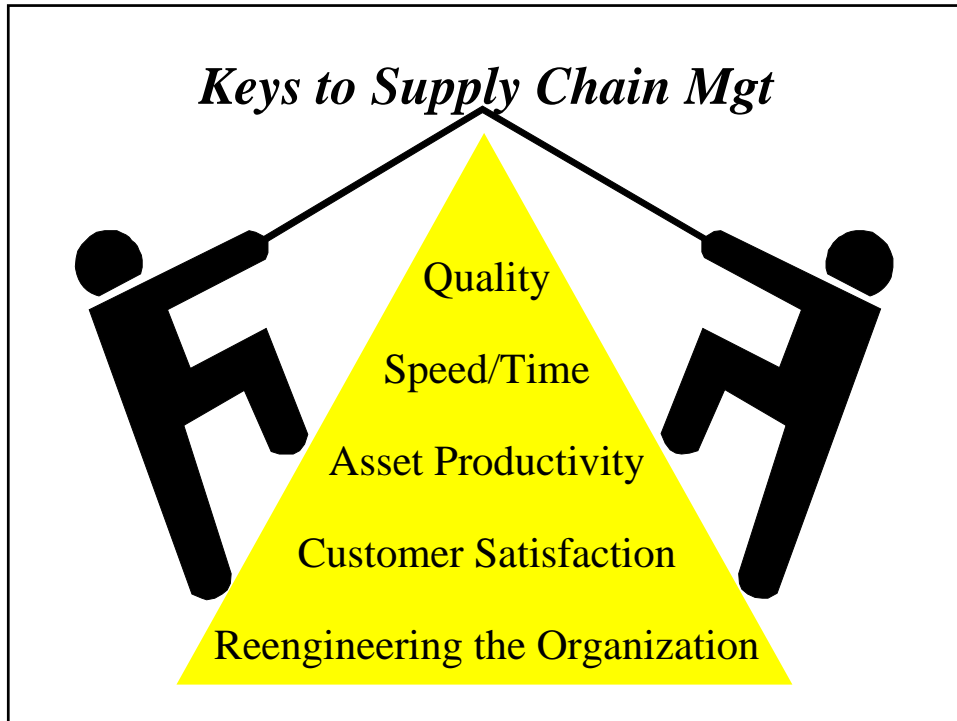 Keys to Supply Chain Mgt
Quality
Speed/Time
Asset Productivity
Customer Satisfaction
Reengineering the Organization